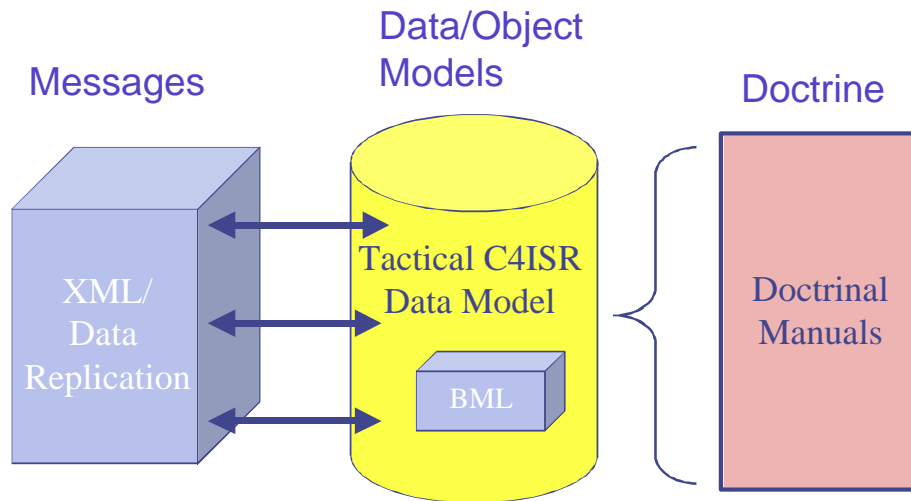 Messages
Data/Object
Models
Doctrine
XML/
Data
Replication
Tactical C4ISR
Data Model
BML
Doctrinal
Manuals